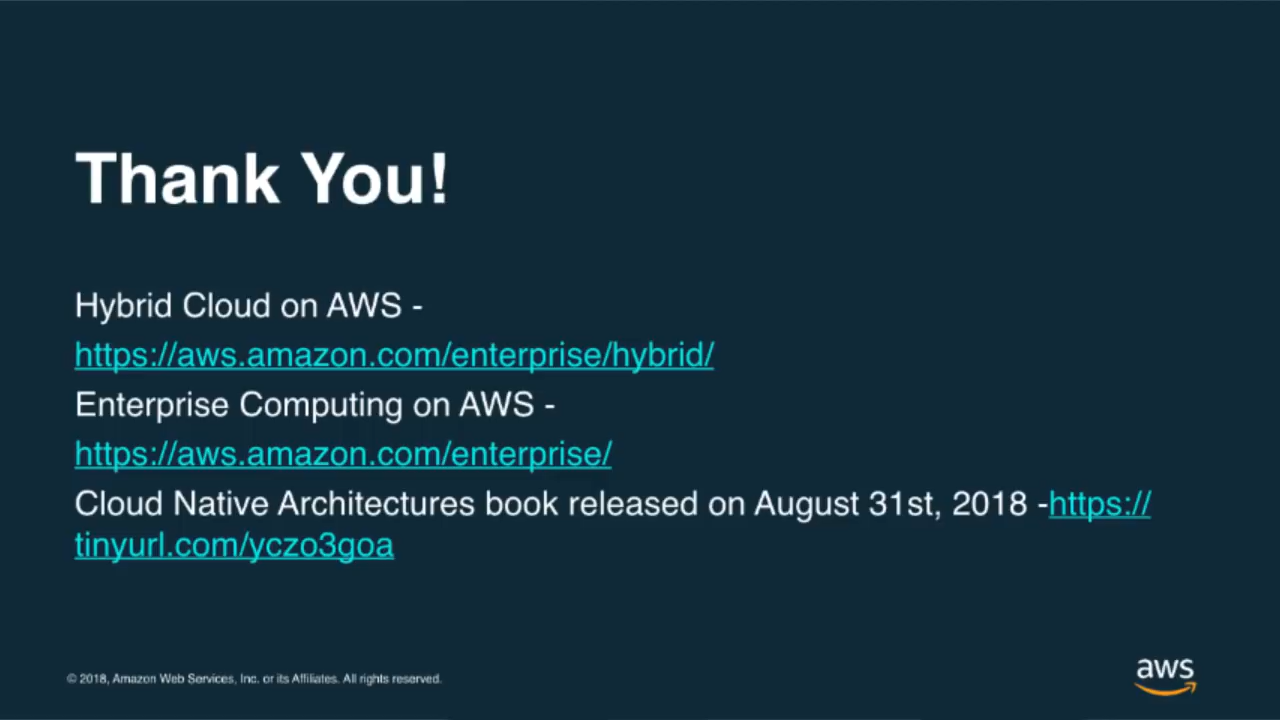 Thank You!
Hybrid Cloud on AWS -
https://aws.amazon.com/enterprise/hybrid/
Enterprise Computing on AWS -
https://aws.amazon.com/enterprise/
Cloud Native Architectures book released on August 31st, 2018 -https://
tinyurl.com/yczo3goa
© 2018, Amazon Web Services, Inc. or its Affiliates. All rights reserved.
aws